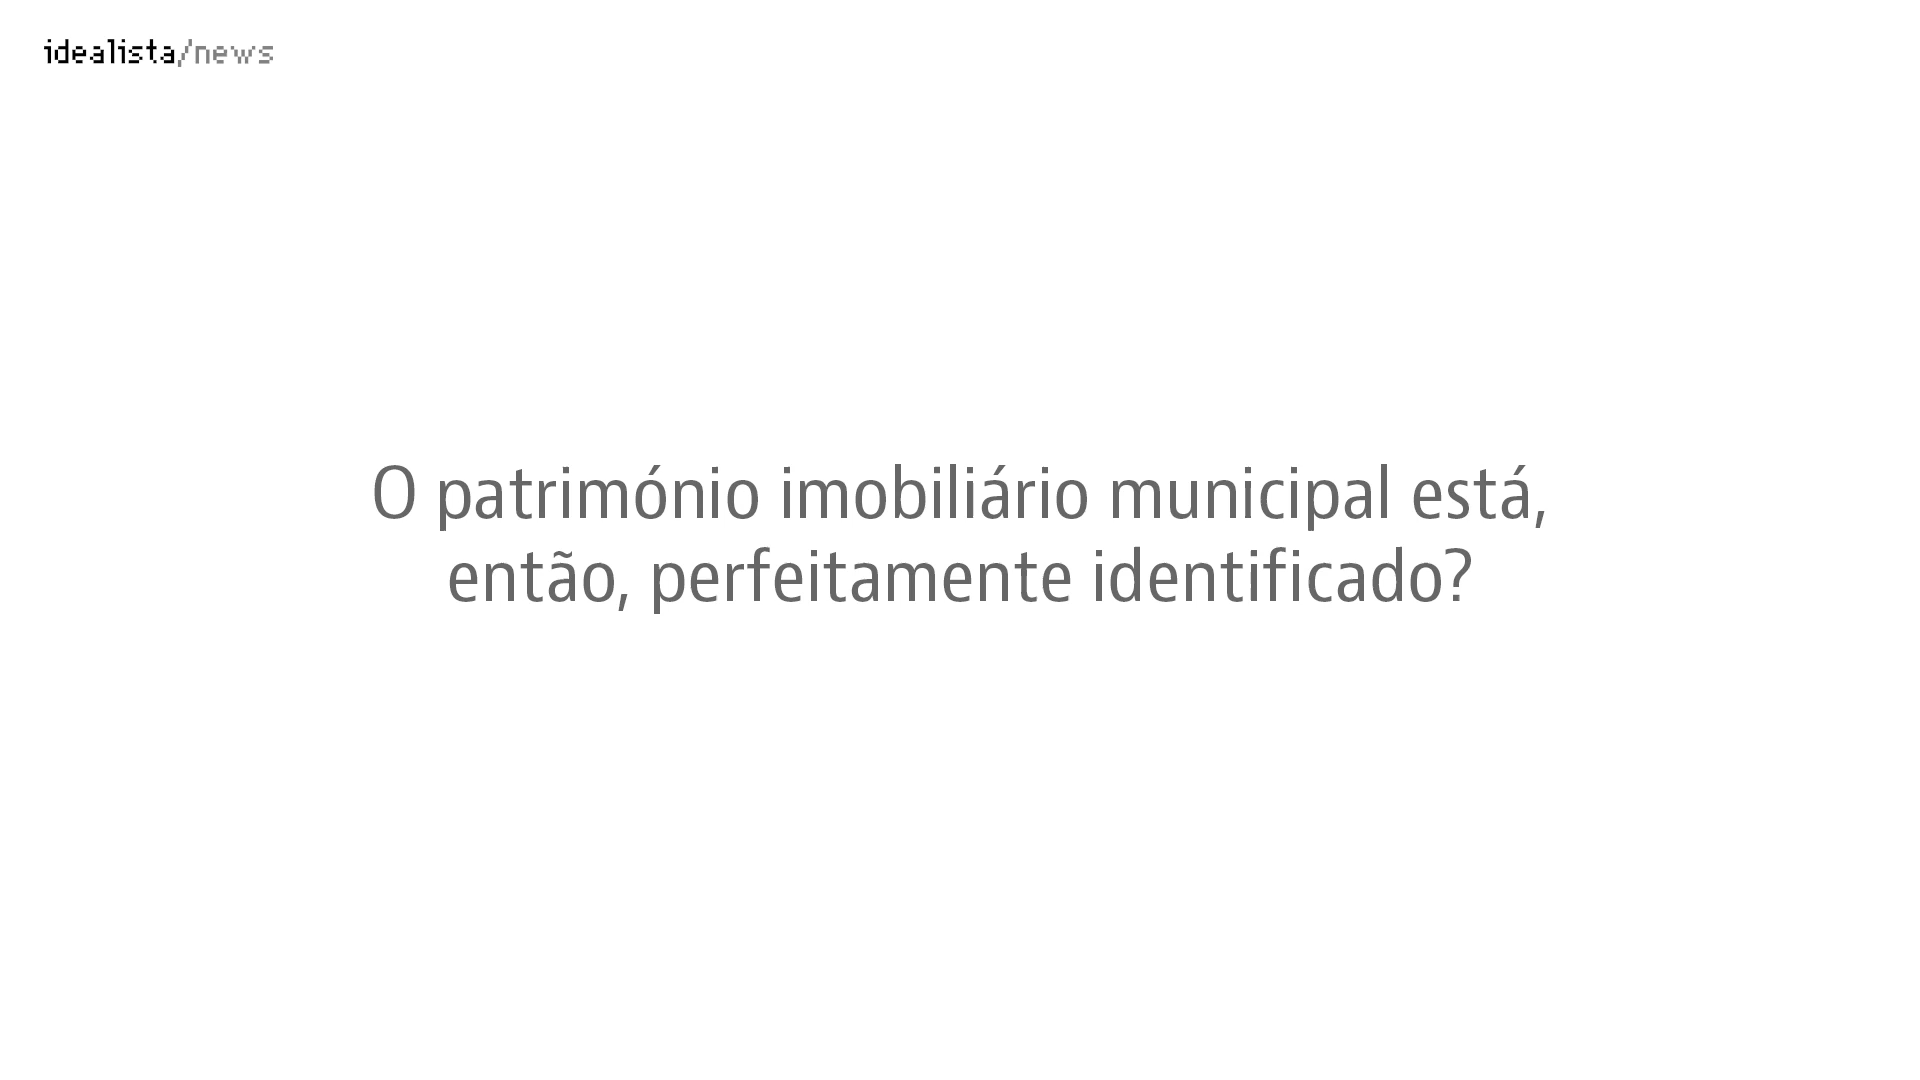 idealista/news
O património imobiliário municipal está,
então, perfeitamente identificado?